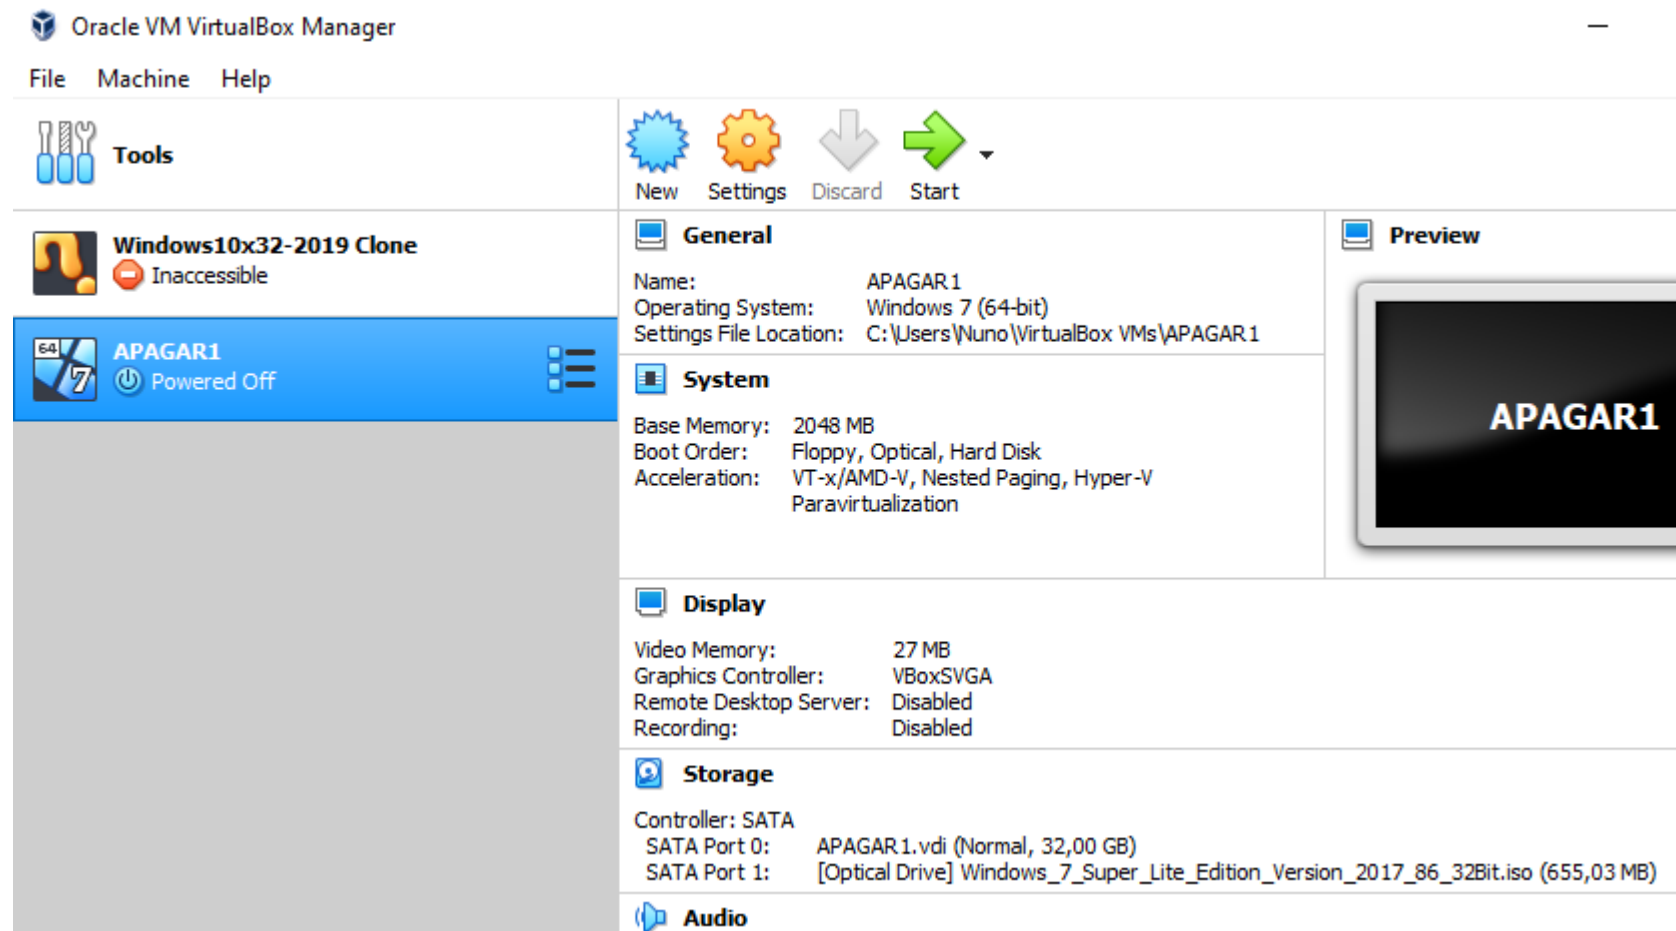 Oracle VM VirtualBox Manager
File Machine Help
Tools
New Settings Discard Start
Windows10x32-2019 Clone
Inaccessible
64
7
APAGAR1
Powered Off
General
Name: APAGAR1
Operating System: Windows 7 (64-bit)
Settings File Location: C:\Users\Nuno\VirtualBox VMs\APAGAR1
Preview
APAGAR1
System
Base Memory: 2048 MB
Boot Order: Floppy, Optical, Hard Disk
Acceleration: VT-x/AMD-V, Nested Paging, Hyper-V
Paravirtualization
Display
Video Memory: 27 MB
Graphics Controller: VBoxSVGA
Remote Desktop Server: Disabled
Recording: Disabled
Storage
Controller: SATA
SATA Port 0: APAGAR1.vdi (Normal, 32,00 GB)
SATA Port 1: [Optical Drive] Windows_7_Super_Lite_Edition_Version_2017_86_32Bit.iso (655,03 MB)
Audio